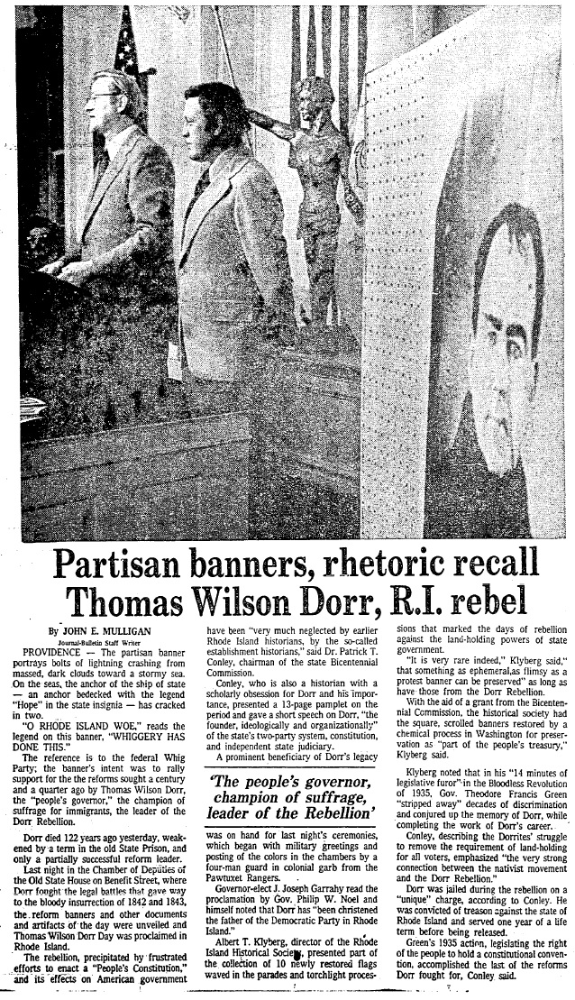 Partisan banners, rhetoric recall
Thomas Wilson Dorr, R.I. rebel
By JOHN E. MULLIGAN
Journal-Bulletin Staff Writer
PROVIDENCE — The partisan banner
portrays bolts of lightning crashing from
massed, dark clouds toward a stormy sea.
On the seas, the anchor of the ship of state
— an anchor bedecked with the legend
"Hope" in the state insignia — has cracked
in two.
"O RHODE ISLAND WOE," reads the
legend on this banner, "WHIGGERY HAS
DONE THIS."
The reference is to the federal Whig
Party; the banner's intent was to rally
support for the the reforms sought a century
and a quarter ago by Thomas Wilson Dorr,
the "people's governor," the champion of
suffrage for immigrants, the leader of the
Dorr Rebellion.
Dorr died 122 years ago yesterday, weak-
ened by a term in the old State Prison, and
only a partially successful reform leader.
Last night in the Chamber of Deputies of
the Old State House on Benefit Street, where
Dorr fought the legal battles that gave way
to the bloody insurrection of 1842 and 1843,
the reform banners and other documents
and artifacts of the day were unveiled and
Thomas Wilson Dorr Day was proclaimed in
Rhode Island.
The rebellion, precipitated by frustrated
efforts to enact a "People's Constitution,"
and its effects on American government
have been "very much neglected by earlier
Rhode Island historians, by the so-called
establishment historians," said Dr. Patrick T.
Conley, chairman of the state Bicentennial
Commission.
Conley, who is also a historian with a
scholarly obsession for Dorr and his impor-
tance, presented a 13-page pamplet on the
period and gave a short speech on Dorr, "the
founder, ideologically and organizationally"
of the state's two-party system, constitution,
and independent state judiciary.
A prominent beneficiary of Dorr's legacy
'The people's governor,
champion of suffrage,
leader of the Rebellion'
was on hand for last night's ceremonies,
which began with military greetings and
posting of the colors in the chambers by a
four-man guard in colonial garb from the
Pawtuxet Rangers.
Governor-elect J. Joseph Garrahy read the
proclamation by Gov. Philip W. Noel and
himself noted that Dorr has "been christened
the father of the Democratic Party in Rhode
Island."
Albert T. Klyberg, director of the Rhode
Island Historical Society, presented part of
the collection of 10 newly restored flags
waved in the parades and torchlight proces-
sions that marked the days of rebellion
against the land-holding powers of state
government.
"It is very rare indeed," Klyberg said,"
that something as ephemeral,as flimsy as a
protest banner can be preserved" as long as
have those from the Dorr Rebellion.
With the aid of a grant from the Bicenten-
nial Commission, the historical society had
the square, scrolled banners restored by a
chemical process in Washington for preser-
vation as "part of the people's treasury,"
Klyberg said.
Klyberg noted that in his "14 minutes of
legislative furor" in the Bloodless Revolution
of 1935, Gov. Theodore Francis Green
"stripped away" decades of discrimination
and conjured up the memory of Dorr, while
completing the work of Dorr's career.
Conley, describing the Dorrites' struggle
to remove the requirement of land-holding
for all voters, emphasized "the very strong
connection between the nativist movement
and the Dorr Rebellion."
Dorr was jailed during the rebellion on a
"unique" charge, according to Conley. He
was convicted of treason against the state of
Rhode Island and served one year of a life
term before being released.
Green's 1935 action, legislating the right
of the people to hold a constitutional conven-
tion, accomplished the last of the reforms
Dorr fought for, Conley said.